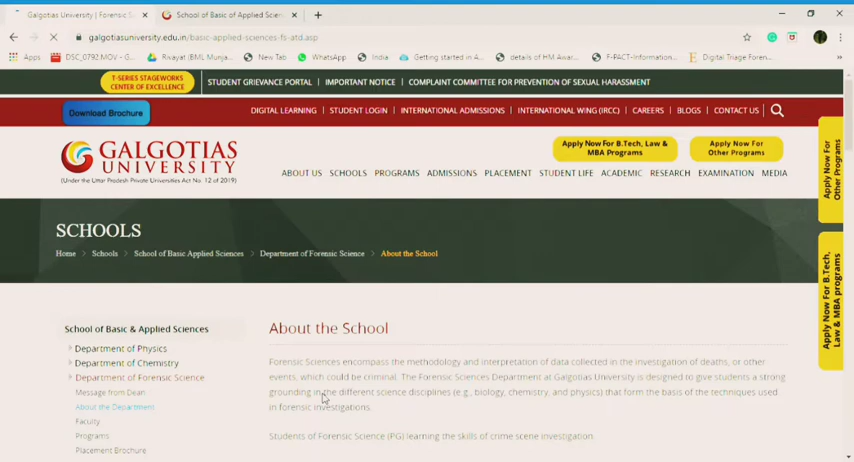 Galgotias University | Forensic S
School of Basic of Applied Scien
galgotiasuniversity.edu.in/basic-applied-sciences-fs-atd.asp
Apps DSC_0792.MOV - G... Rivayat (BML Munja... New Tab WhatsApp India Getting started in A... details of HM Awar... F-PACT-Information... Digital Triage Foren...
T-SERIES STAGEWORKS
CENTER OF EXCELLENCE
STUDENT GRIEVANCE PORTAL | IMPORTANT NOTICE | COMPLAINT COMMITTEE FOR PREVENTION OF SEXUAL HARASSMENT
Download Brochure
DIGITAL LEARNING | STUDENT LOGIN | INTERNATIONAL ADMISSIONS | INTERNATIONAL WING (IRCC) | CAREERS | BLOGS | CONTACT US
GALGOTIAS
UNIVERSITY
(Under the Uttar Pradesh Private Universities Act No. 12 of 2019)
Apply Now For B.Tech, Law &
MBA Programs
Apply Now For
Other Programs
ABOUT US SCHOOLS PROGRAMS ADMISSIONS PLACEMENT STUDENT LIFE ACADEMIC RESEARCH EXAMINATION MEDIA
Apply Now For
Other Programs
SCHOOLS
Home > Schools > School of Basic Applied Sciences > Department of Forensic Science > About the School
Apply Now For B.Tech,
Law & MBA programs
School of Basic & Applied Sciences
Department of Physics
Department of Chemistry
Department of Forensic Science
Message from Dean
About the Department
Faculty
Programs
Placement Brochure
About the School
Forensic Sciences encompass the methodology and interpretation of data collected in the investigation of deaths, or other
events, which could be criminal. The Forensic Sciences Department at Galgotias University is designed to give students a strong
grounding in the different science disciplines (e.g., biology, chemistry, and physics) that form the basis of the techniques used
in forensic investigations.
Students of Forensic Science (PG) learning the skills of crime scene investigation.